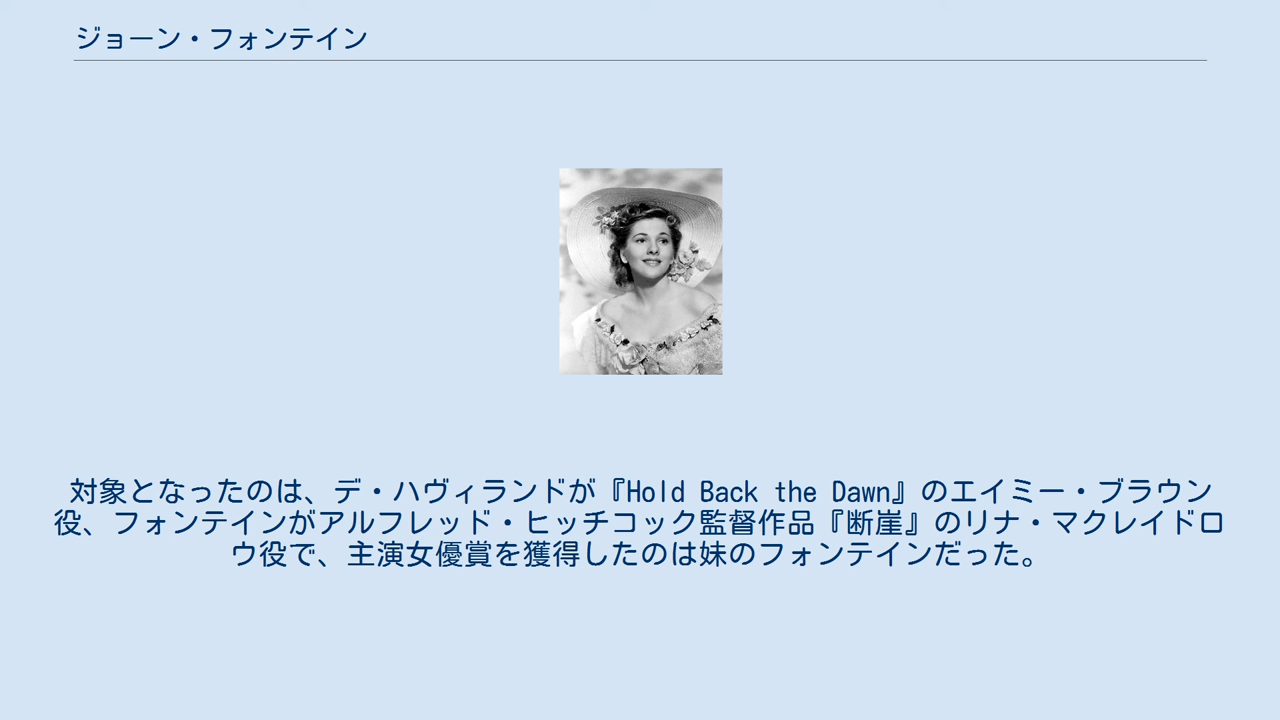 ジョーン・フォンテイン
対象となったのは、デ・ハヴィランドが『Hold Back the Dawn』のエイミー・ブラウン
役、フォンテインがアルフレッド・ヒッチコック監督作品『断崖』のリナ・マクレイドロ
ウ役で、主演女優賞を獲得したのは妹のフォンテインだった。